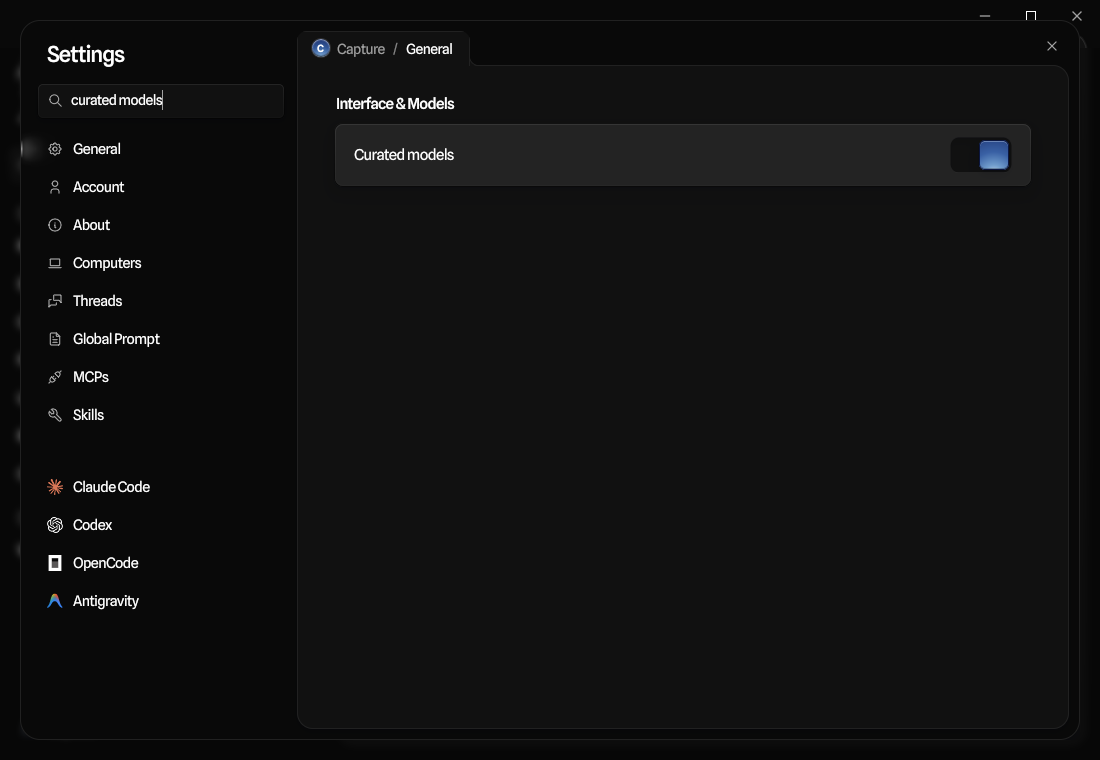 Settings
curated models
General
Account
About
Computers
Threads
Global Prompt
MCPs
Skills
Claude Code
Codex
OpenCode
Antigravity
C Capture / General
Interface & Models
Curated models